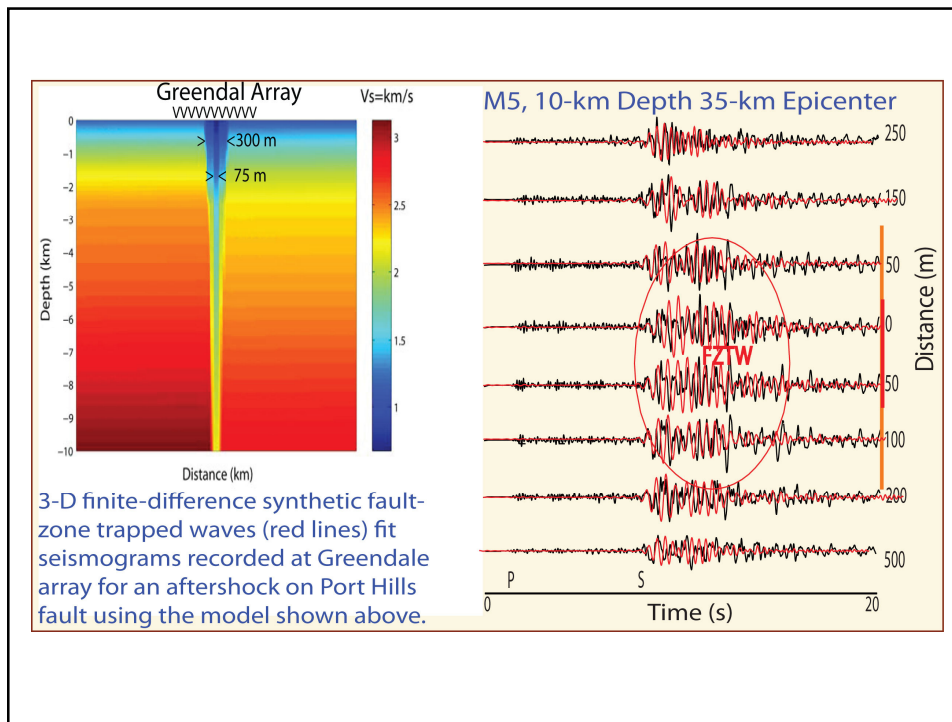 Greendal Array
Vs=km/s
0
−1
−2
−3
−4
−5
−6
−7
−8
−9
−10
Depth (km)
> <300 m
> < 75 m
3
2.5
2
1.5
1
Distance (km)
3-D finite-difference synthetic fault-
zone trapped waves (red lines) fit
seismograms recorded at Greendale
array for an aftershock on Port Hills
fault using the model shown above.
M5, 10-km Depth 35-km Epicenter
250
150
50
0
50
100
200
500
FZTW
Distance (m)
P S
0 20
Time (s)